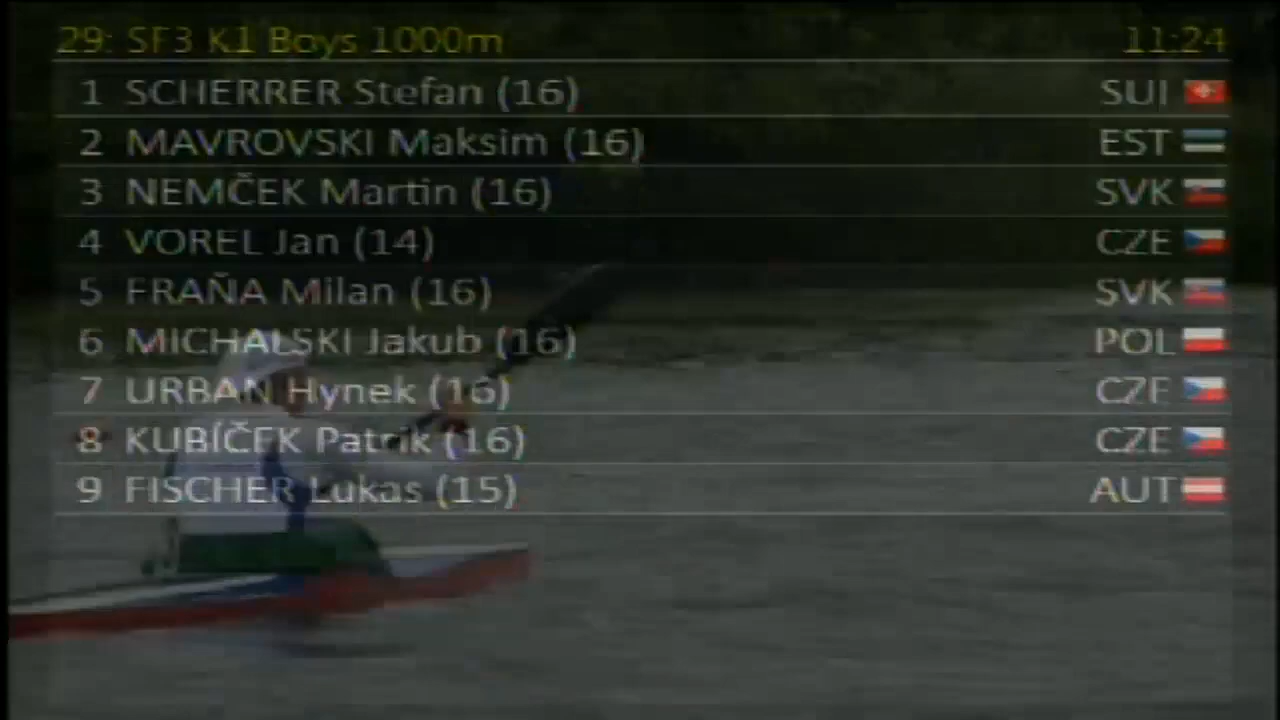 29: SF3 K1 Boys 1000m 11:24
1 SCHERRER Stefan (16) SUI
2 MAVROVSKI Maksim (16) EST
3 NEMČEK Martin (16) SVK
4 VOREL Jan (14) CZE
5 FRAŇA Milan (16) SVK
6 MICHALSKI Jakub (16) POL
7 URBAN Hynek (16) CZE
8 KUBÍČEK Patrik (16) CZE
9 FISCHER Lukas (15) AUT